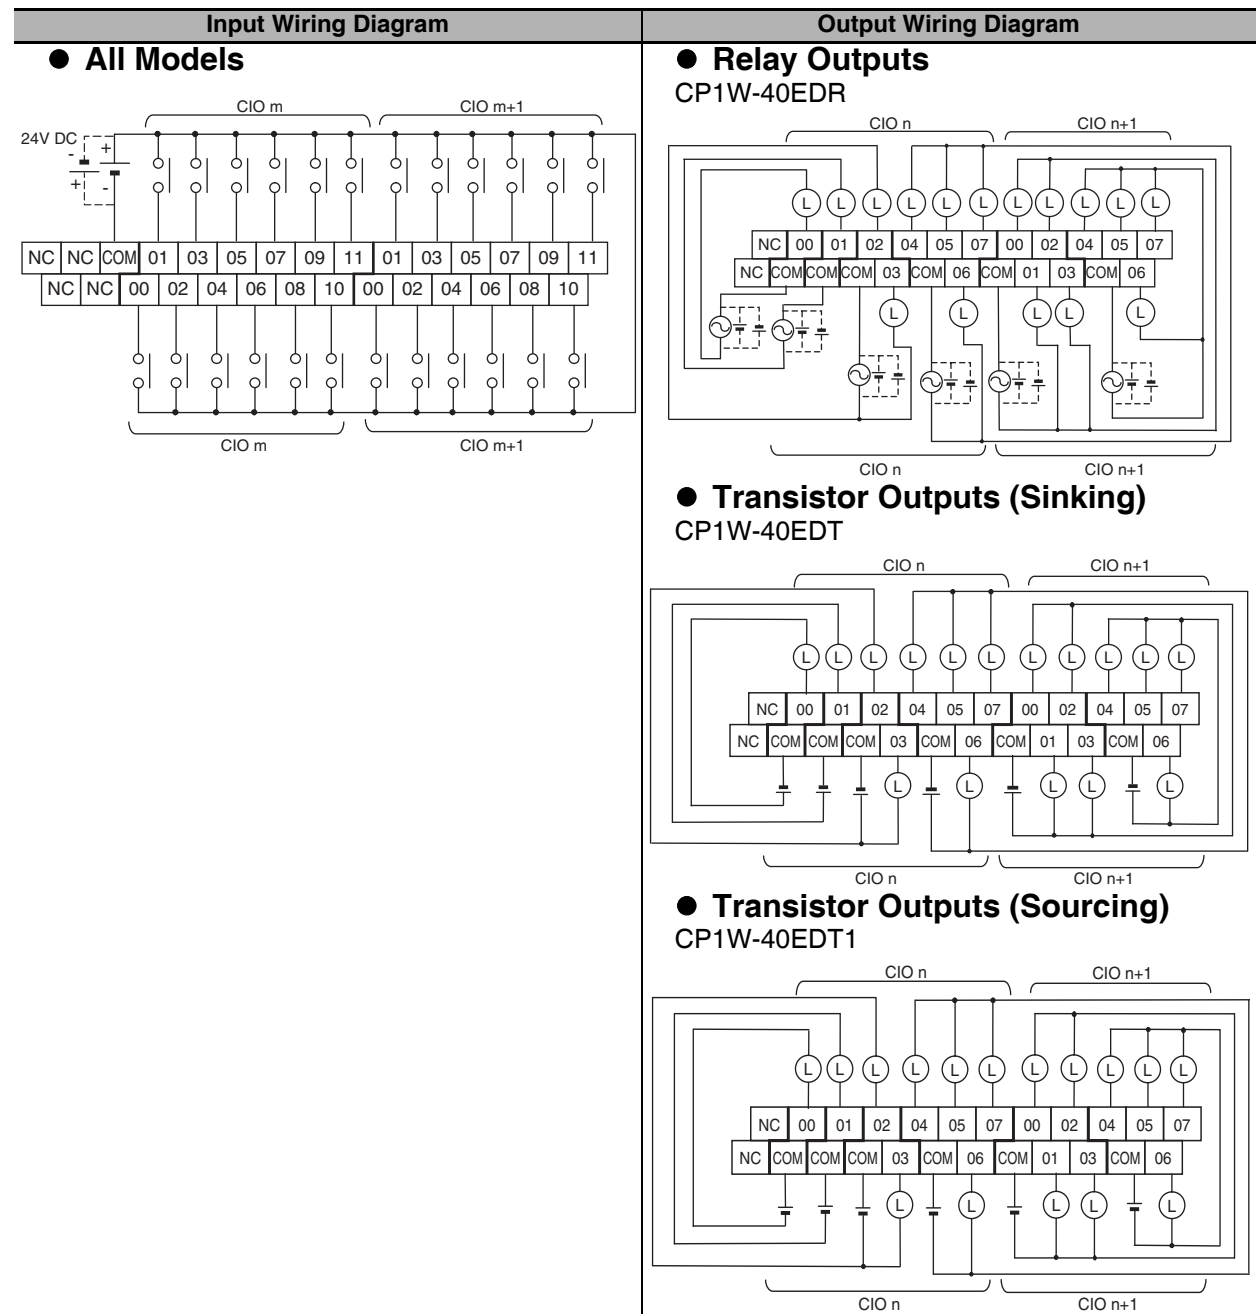 Input Wiring Diagram
● All Models
CIO m CIO m+1
24V DC
- +
+ -
NC NC COM 01 03 05 07 09 11 01 03 05 07 09 11
NC NC 00 02 04 06 08 10 00 02 04 06 08 10
CIO m CIO m+1
Output Wiring Diagram
● Relay Outputs
CP1W-40EDR
CIO n CIO n+1
L L L L L L L L L L L
NC 00 01 02 04 05 07 00 02 04 05 07
NC COM COM COM 03 COM 06 COM 01 03 COM 06
L L L L L
CIO n CIO n+1
● Transistor Outputs (Sinking)
CP1W-40EDT
CIO n CIO n+1
L L L L L L L L L L L
NC 00 01 02 04 05 07 00 02 04 05 07
NC COM COM COM 03 COM 06 COM 01 03 COM 06
L L L L L
CIO n CIO n+1
● Transistor Outputs (Sourcing)
CP1W-40EDT1
CIO n CIO n+1
L L L L L L L L L L L
NC 00 01 02 04 05 07 00 02 04 05 07
NC COM COM COM 03 COM 06 COM 01 03 COM 06
L L L L L
CIO n CIO n+1